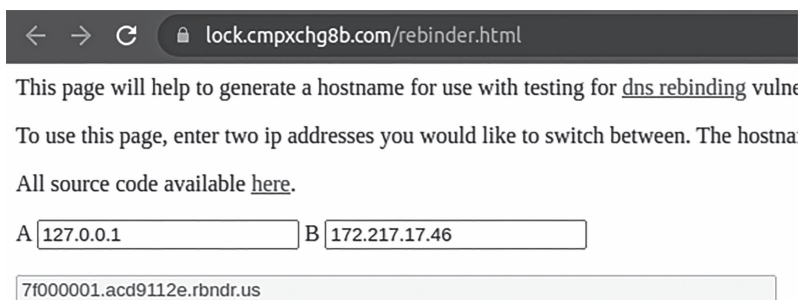 lock.cmpxchg8b.com/rebinder.html
This page will help to generate a hostname for use with testing for dns rebinding
To use this page, enter two ip addresses you would like to switch between. The
All source code available here.
A 127.0.0.1 B 172.217.17.46
7f000001.acd9112e.rbndr.us